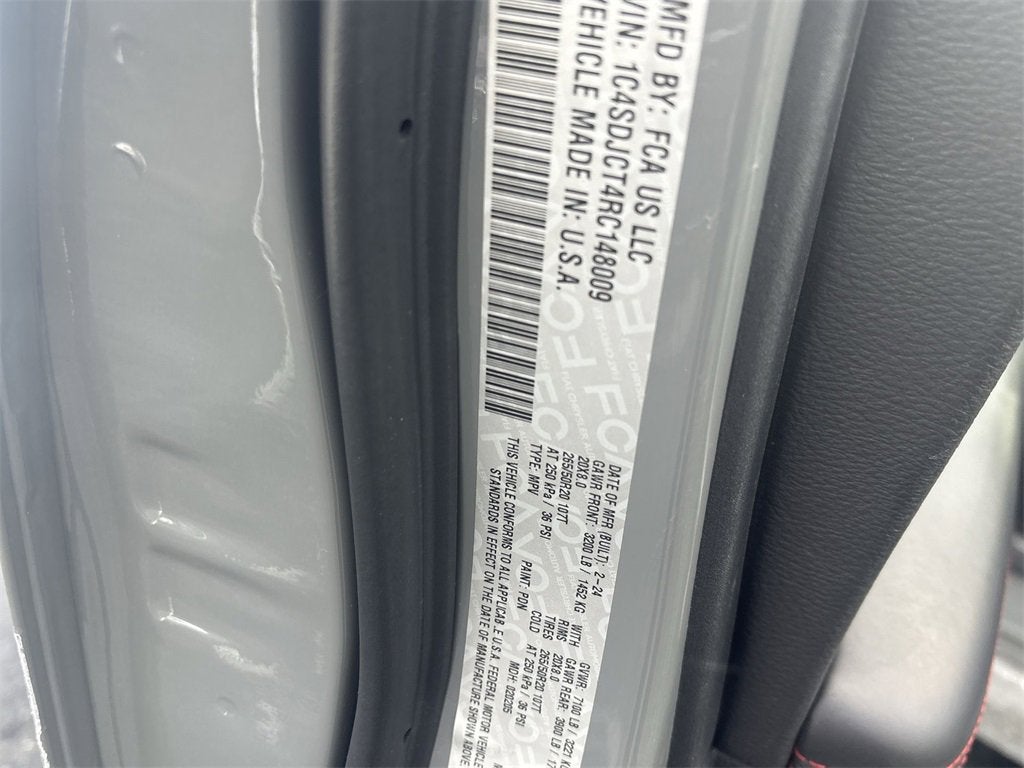 MFD BY: FCA US LLC
VIN: 1C4SDJCT4RC148009
VEHICLE MADE IN: U.S.A.
DATE OF MFR (BUILT): 2-24 GVWR: 7100 LB / 3221 KG
GAWR FRONT: 3200 LB / 1452 KG WITH GAWR REAR: 3900 LB / 17
20X8.0 RIMS 20X8.0
265/50R20 107T TIRES 265/50R20 107T
AT 250 kPa / 36 PSI COLD AT 250 kPa / 36 PSI
TYPE: MPV PAINT: PDN MDH: 020205
THIS VEHICLE CONFORMS TO ALL APPLICABLE U.S.A. FEDERAL MOTOR VEHICLE
STANDARDS IN EFFECT ON THE DATE OF MANUFACTURE SHOWN ABOVE